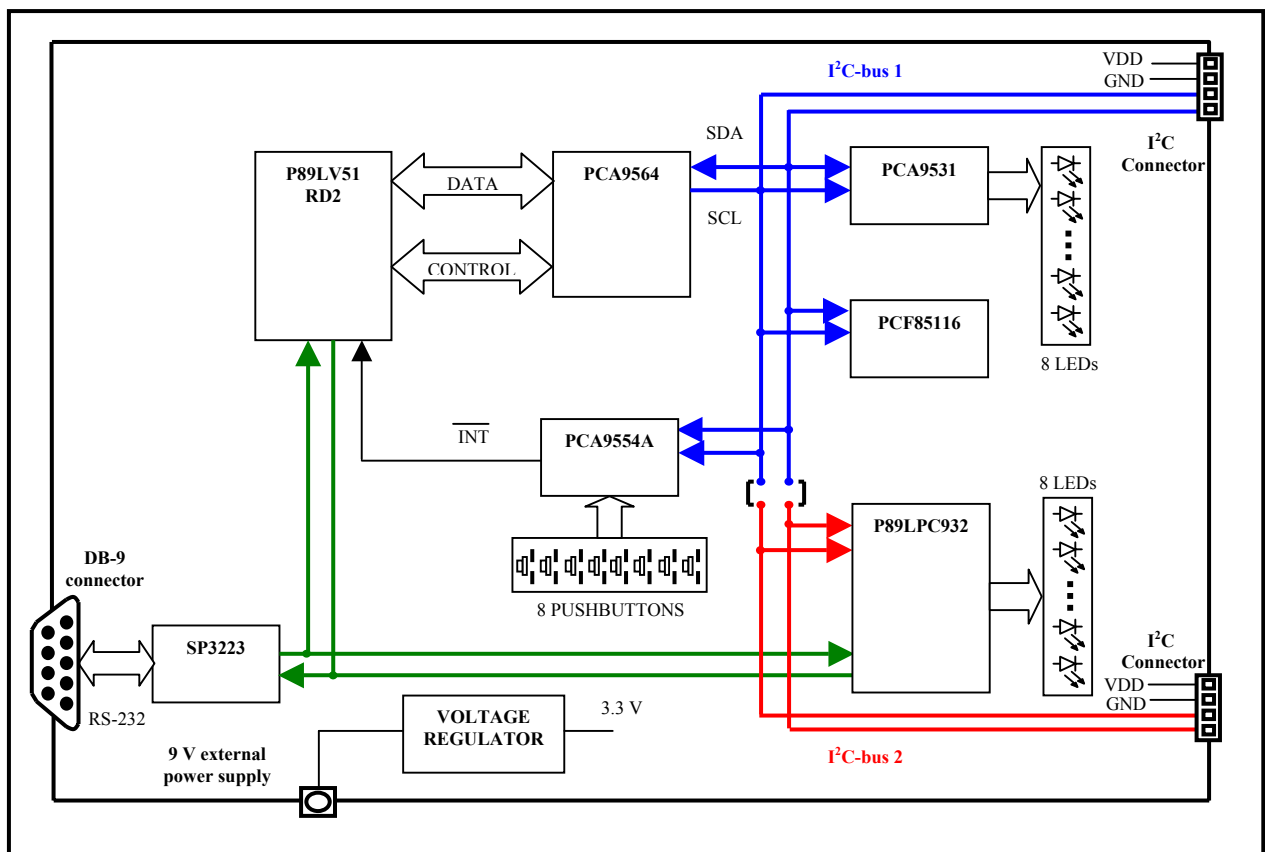 I²C-bus 1
VDD
GND
I²C
Connector
SDA
SCL
P89LV51
RD2
DATA
CONTROL
PCA9564
PCA9531
8 LEDs
PCF85116
INT
PCA9554A
8 PUSHBUTTONS
8 LEDs
P89LPC932
DB-9
connector
SP3223
RS-232
VOLTAGE
REGULATOR
3.3 V
9 V external
power supply
I²C
Connector
VDD
GND
I²C-bus 2